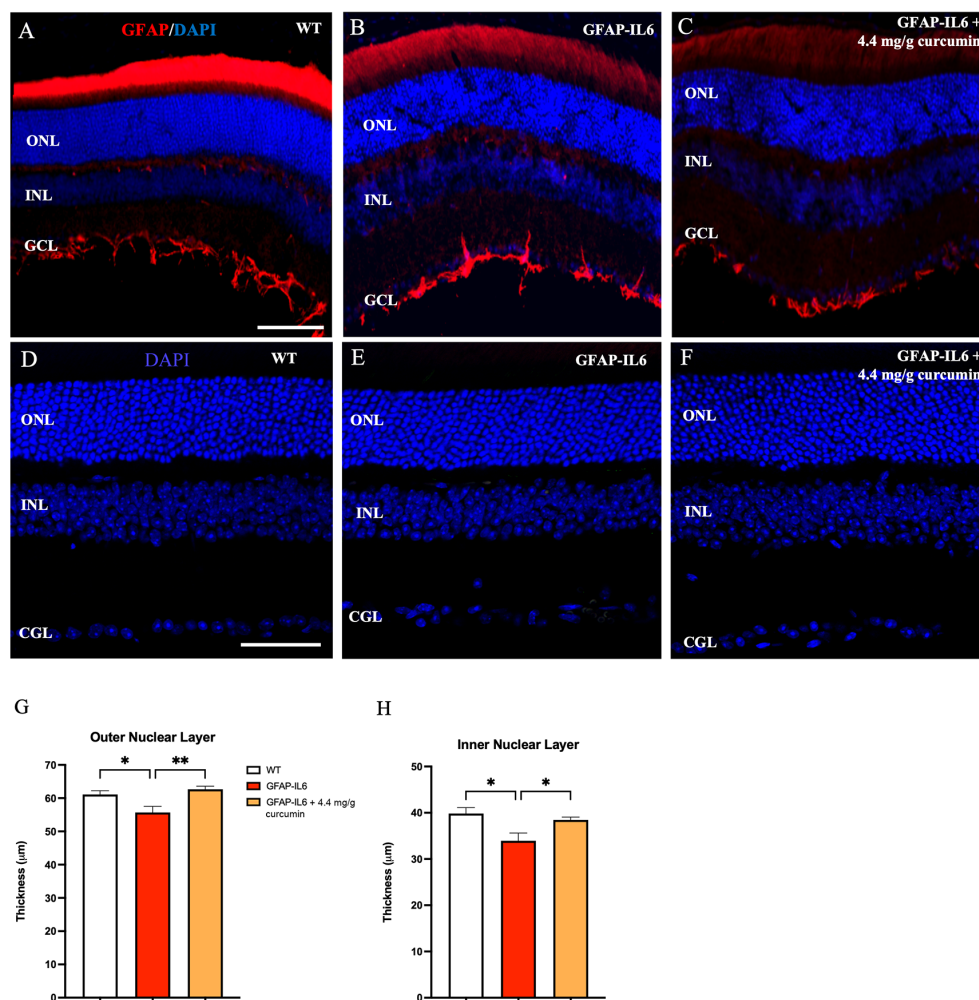 A
GFAP/DAPI
WT
ONL
INL
GCL
B
GFAP-IL6
ONL
INL
GCL
C
GFAP-IL6 +
4.4 mg/g curcumin
ONL
INL
GCL
D
DAPI
WT
ONL
INL
CGL
E
GFAP-IL6
ONL
INL
CGL
F
GFAP-IL6 +
4.4 mg/g curcumin
ONL
INL
CGL
G
Outer Nuclear Layer
Thickness (μm)
70
60
50
40
30
20
10
0
*
**
WT
GFAP-IL6
GFAP-IL6 + 4.4 mg/g
curcumin
H
Inner Nuclear Layer
Thickness (μm)
50
40
30
20
10
0
*
*